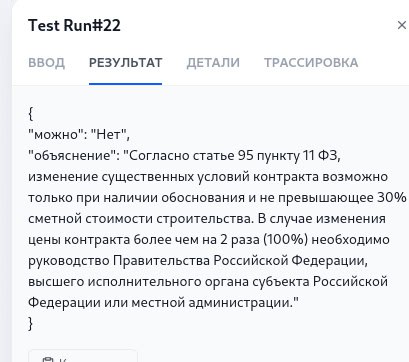 Test Run#22
×
ВВОД РЕЗУЛЬТАТ ДЕТАЛИ ТРАССИРОВКА
{
"можно": "Нет",
"объяснение": "Согласно статье 95 пункту 11 ФЗ,
изменение существенных условий контракта возможно
только при наличии обоснования и не превышающее 30%
сметной стоимости строительства. В случае изменения
цены контракта более чем на 2 раза (100%) необходимо
руководство Правительства Российской Федерации,
высшего исполнительного органа субъекта Российской
Федерации или местной администрации."
}